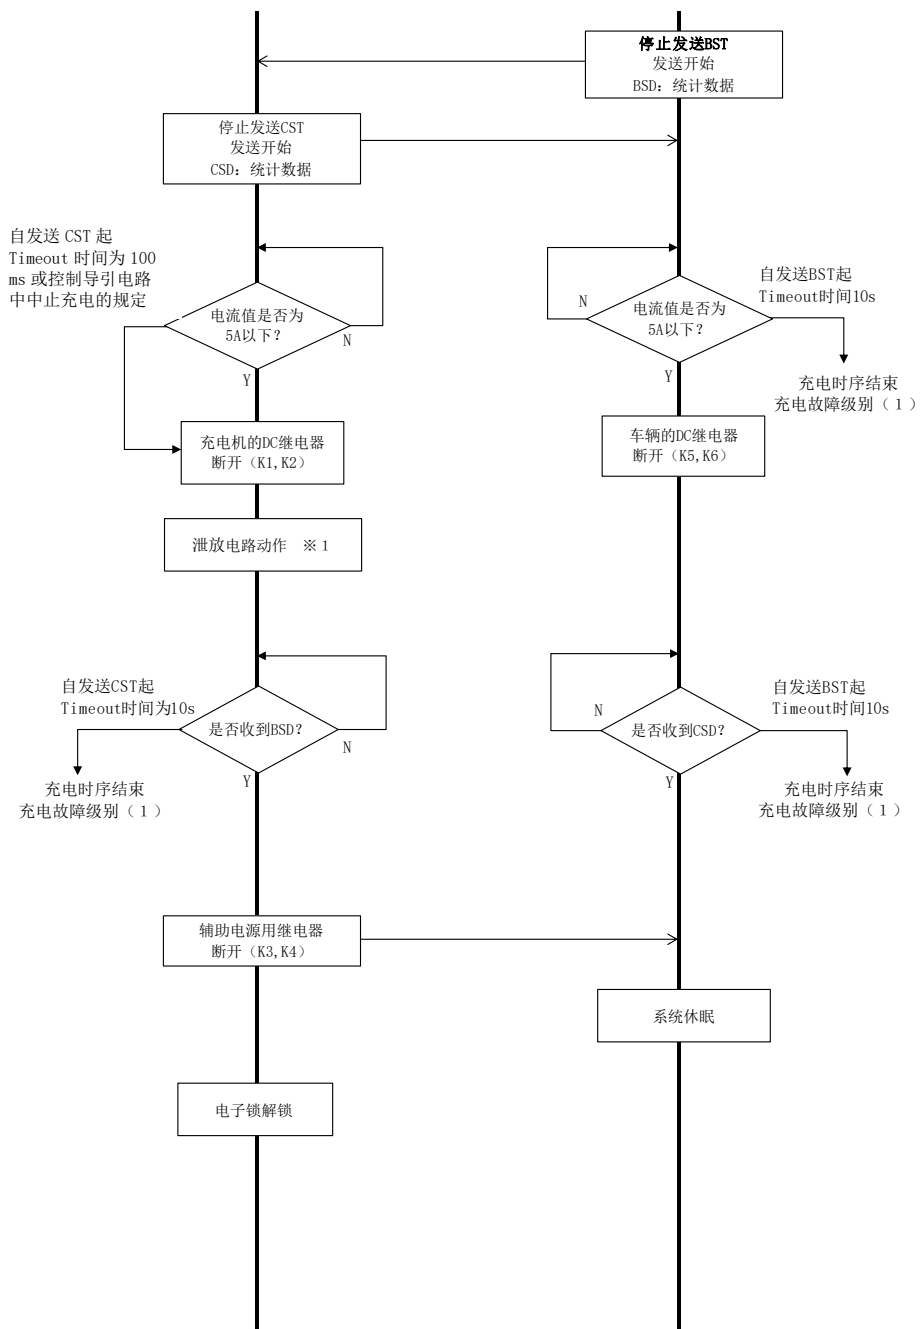 停止发送BST
发送开始
BSD：统计数据
停止发送CST
发送开始
CSD：统计数据
自发送 CST 起
Timeout 时间为 100
ms 或控制导引电路
中中止充电的规定
电流值是否为
5A以下？
N
Y
自发送BST起
Timeout时间10s
N
电流值是否为
5A以下？
Y
充电时序结束
充电故障级别（1）
充电机的DC继电器
断开（K1,K2）
车辆的DC继电器
断开（K5,K6）
泄放电路动作 ※1
自发送CST起
Timeout时间为10s
是否收到BSD？
N
Y
充电时序结束
充电故障级别（1）
自发送BST起
Timeout时间10s
N
是否收到CSD？
Y
充电时序结束
充电故障级别（1）
辅助电源用继电器
断开（K3,K4）
系统休眠
电子锁解锁